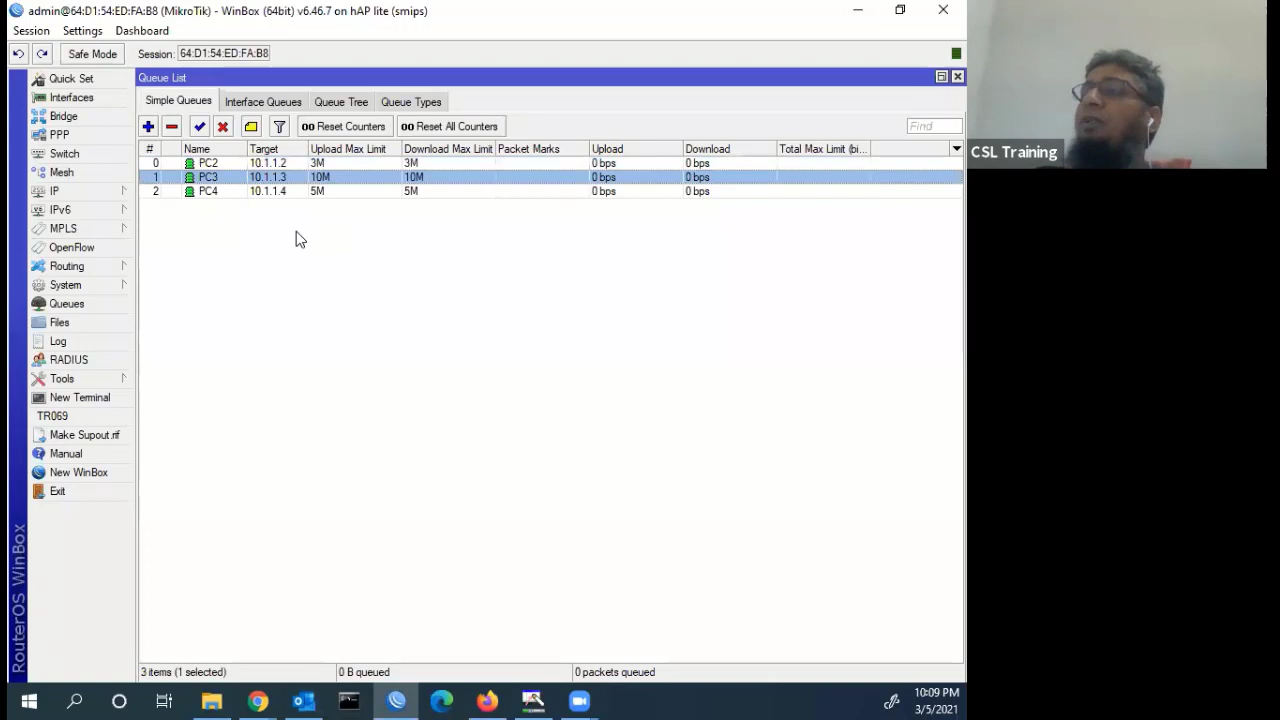 admin@64:D1:54:ED:FA:B8 (MikroTik) - WinBox (64bit) v6.46.7 on hAP lite (smips)
Session Settings Dashboard
Safe Mode Session: 64:D1:54:ED:FA:B8
Quick Set
Interfaces
Bridge
PPP
Switch
Mesh
IP
IPv6
MPLS
OpenFlow
Routing
System
Queues
Files
Log
RADIUS
Tools
New Terminal
TR069
Make Supout.rif
Manual
New WinBox
Exit
RouterOS WinBox
Queue List
Simple Queues Interface Queues Queue Tree Queue Types
00 Reset Counters 00 Reset All Counters Find
# Name Target Upload Max Limit Download Max Limit Packet Marks Upload Download Total Max Limit (bi...
0 PC2 10.1.1.2 3M 3M 0 bps 0 bps
1 PC3 10.1.1.3 10M 10M 0 bps 0 bps
2 PC4 10.1.1.4 5M 5M 0 bps 0 bps
3 items (1 selected) 0 B queued 0 packets queued
CSL Training
10:09 PM
3/5/2021